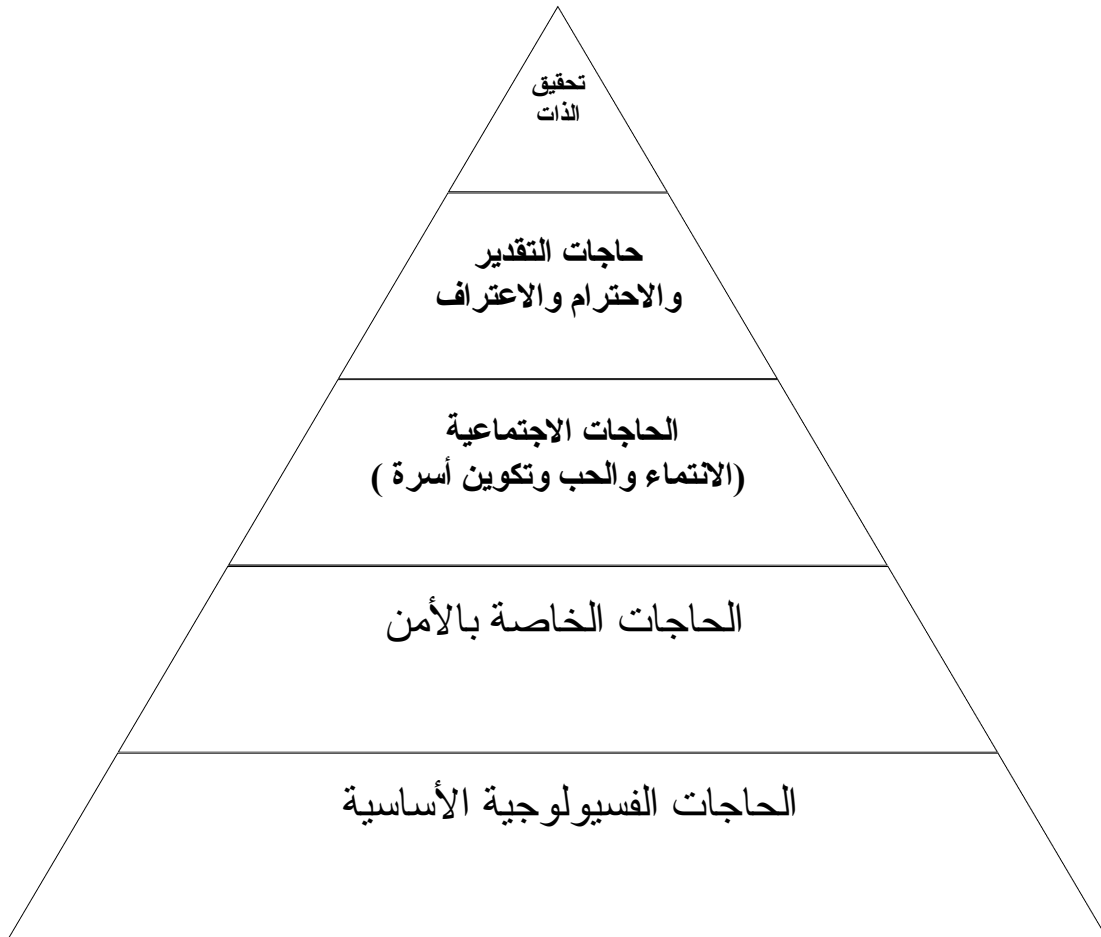 تحقيق
الذات
حاجات التقدير
والاحترام والاعتراف
الحاجات الاجتماعية
(الانتماء والحب وتكوين أسرة )
الحاجات الخاصة بالأمن
الحاجات الفسيولوجية الأساسية